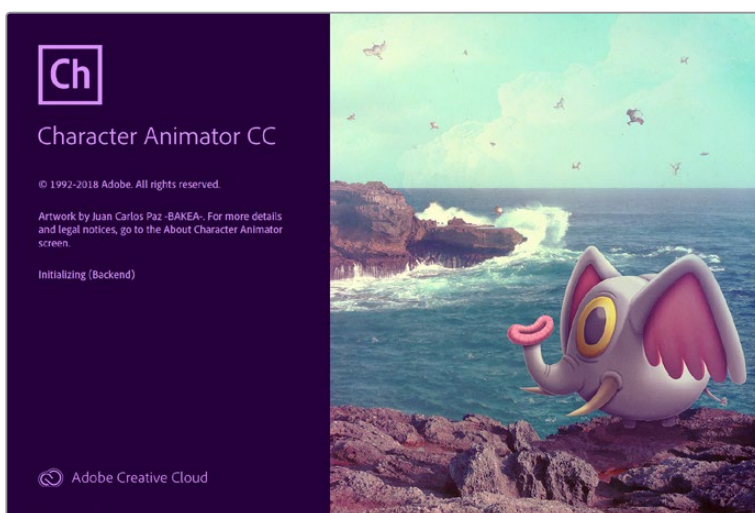 Ch
Character Animator CC
© 1992-2018 Adobe. All rights reserved.
Artwork by Juan Carlos Paz -BAKEA-. For more details
and legal notices, go to the About Character Animator
screen.
Initializing (Backend)
Adobe Creative Cloud